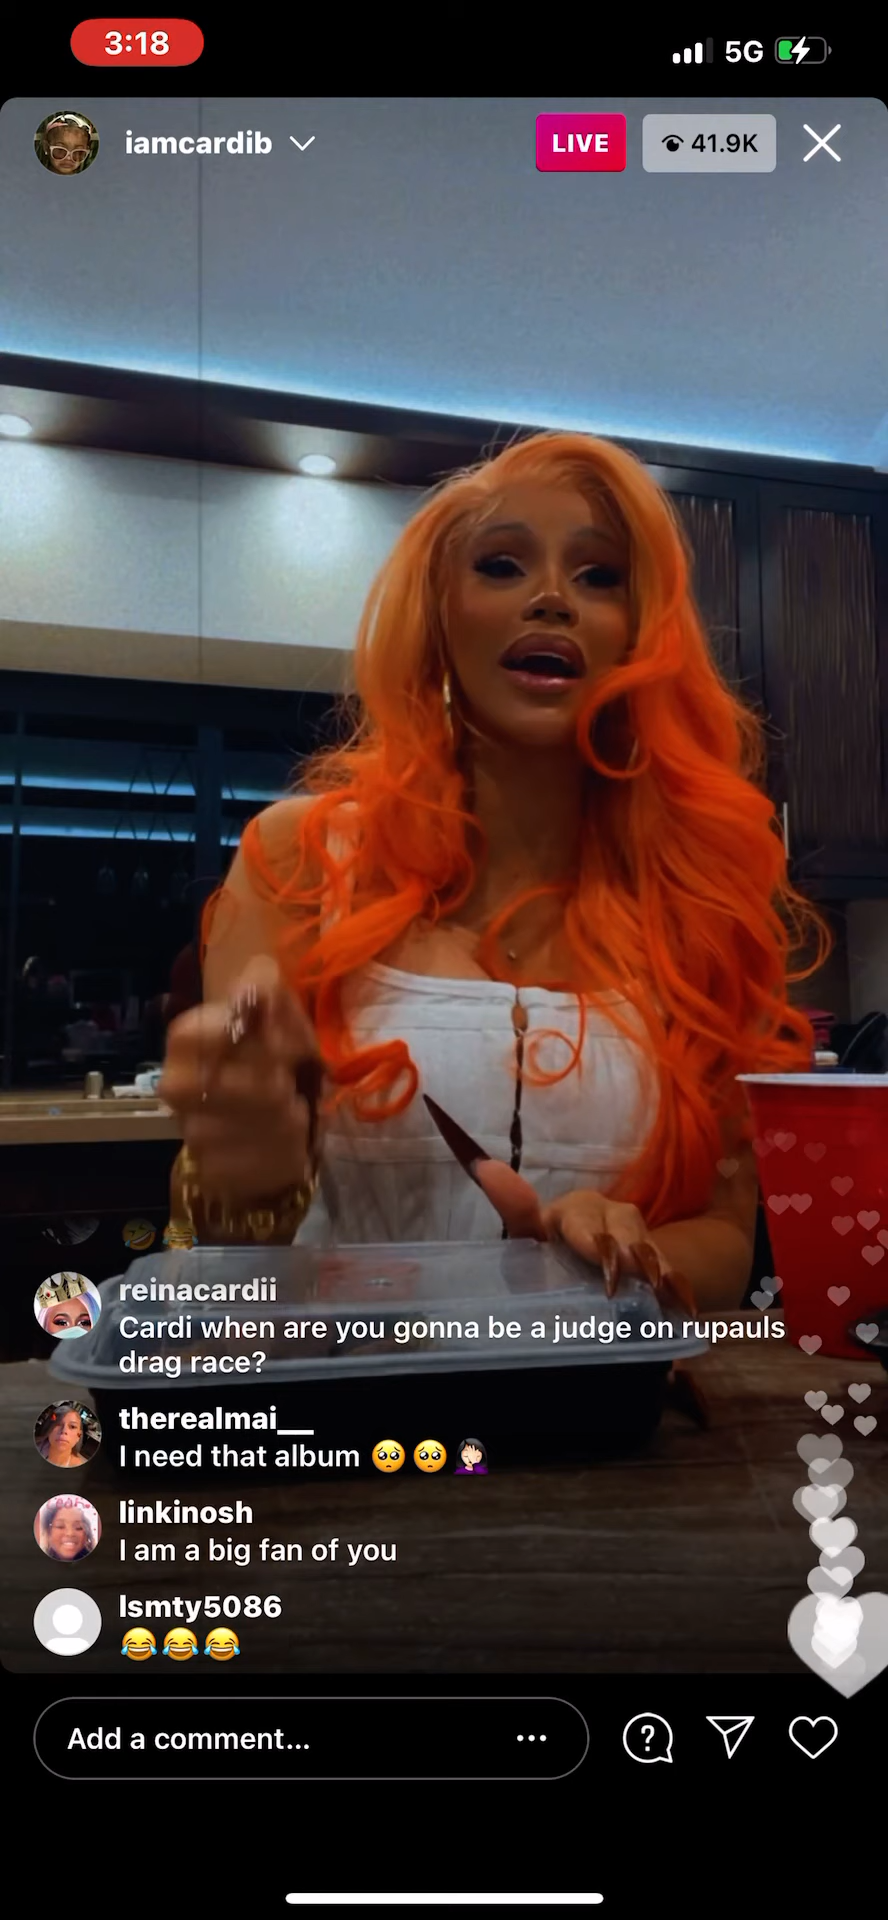 3:18
5G
iamcardib
LIVE
41.9K
reinacardii
Cardi when are you gonna be a judge on rupauls
drag race?
therealmai__
I need that album 🥺🥺🤦🏻‍♀️
linkinosh
I am a big fan of you
lsmty5086
😂😂😂
Add a comment...